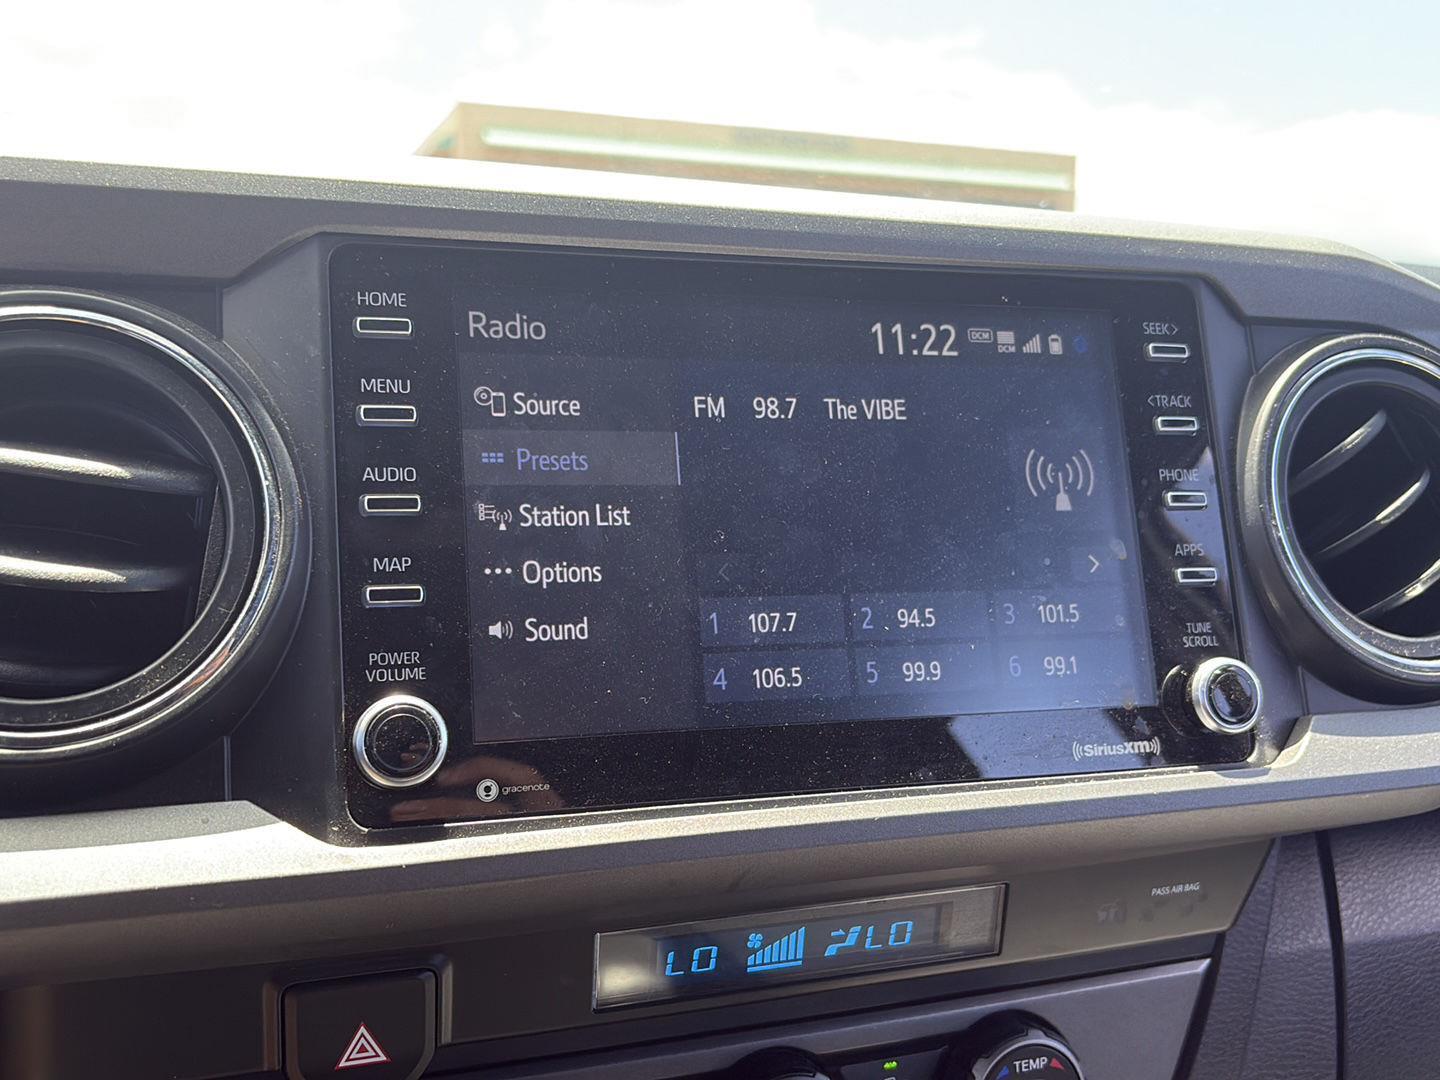 HOME
MENU
AUDIO
MAP
POWER
VOLUME
Radio
11:22
DCM
DCM
Source
Presets
Station List
Options
Sound
FM 98.7 The VIBE
1 107.7
2 94.5
3 101.5
4 106.5
5 99.9
6 99.1
SEEK>
<TRACK
PHONE
APPS
TUNE
SCROLL
gracenote
((SiriusXM))
PASS AIR BAG
LO
LO
TEMP